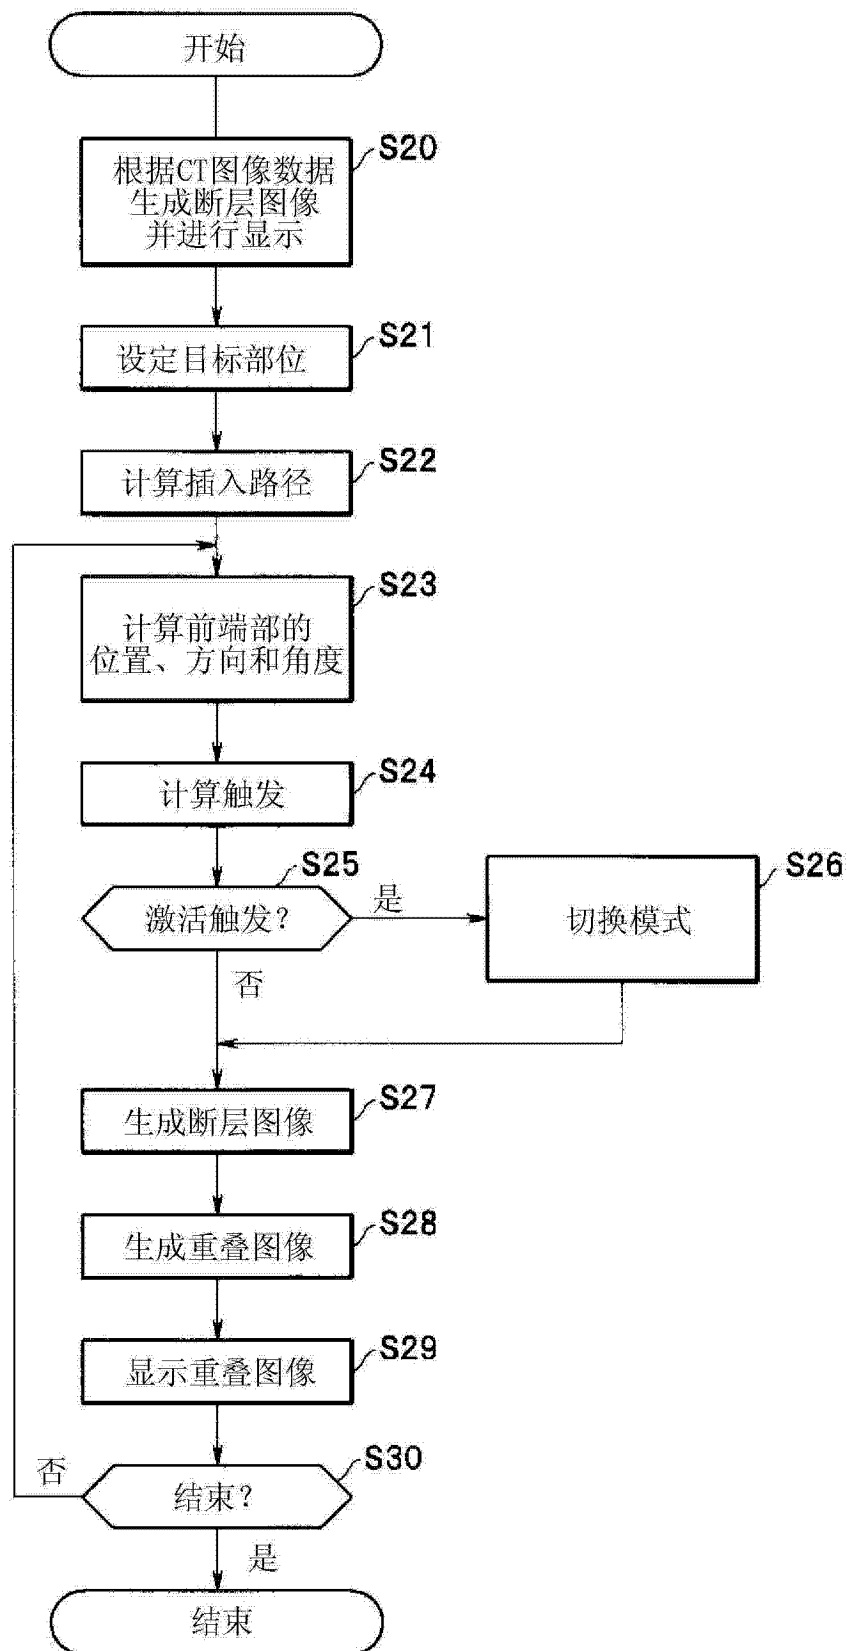 开始
S20
根据CT图像数据
生成断层图像
并进行显示
S21
设定目标部位
S22
计算插入路径
S23
计算前端部的
位置、方向和角度
S24
计算触发
S25
激活触发?
是
S26
切换模式
否
S27
生成断层图像
S28
生成重叠图像
S29
显示重叠图像
S30
否
结束?
是
结束